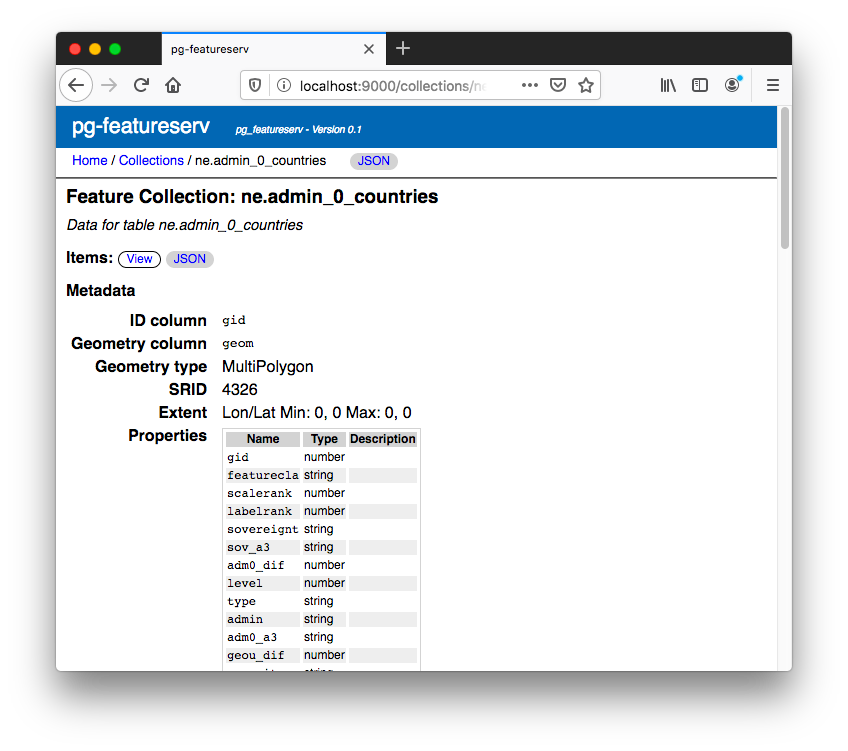 pg-featureserv
localhost:9000/collections/ne
pg-featureserv pg_featureserv - Version 0.1
Home / Collections / ne.admin_0_countries JSON
Feature Collection: ne.admin_0_countries
Data for table ne.admin_0_countries
Items: View JSON
Metadata
ID column gid
Geometry column geom
Geometry type MultiPolygon
SRID 4326
Extent Lon/Lat Min: 0, 0 Max: 0, 0
Properties
Name Type Description
gid number
featurecla string
scalerank number
labelrank number
sovereignt string
sov_a3 string
adm0_dif number
level number
type string
admin string
adm0_a3 string
geou_dif number